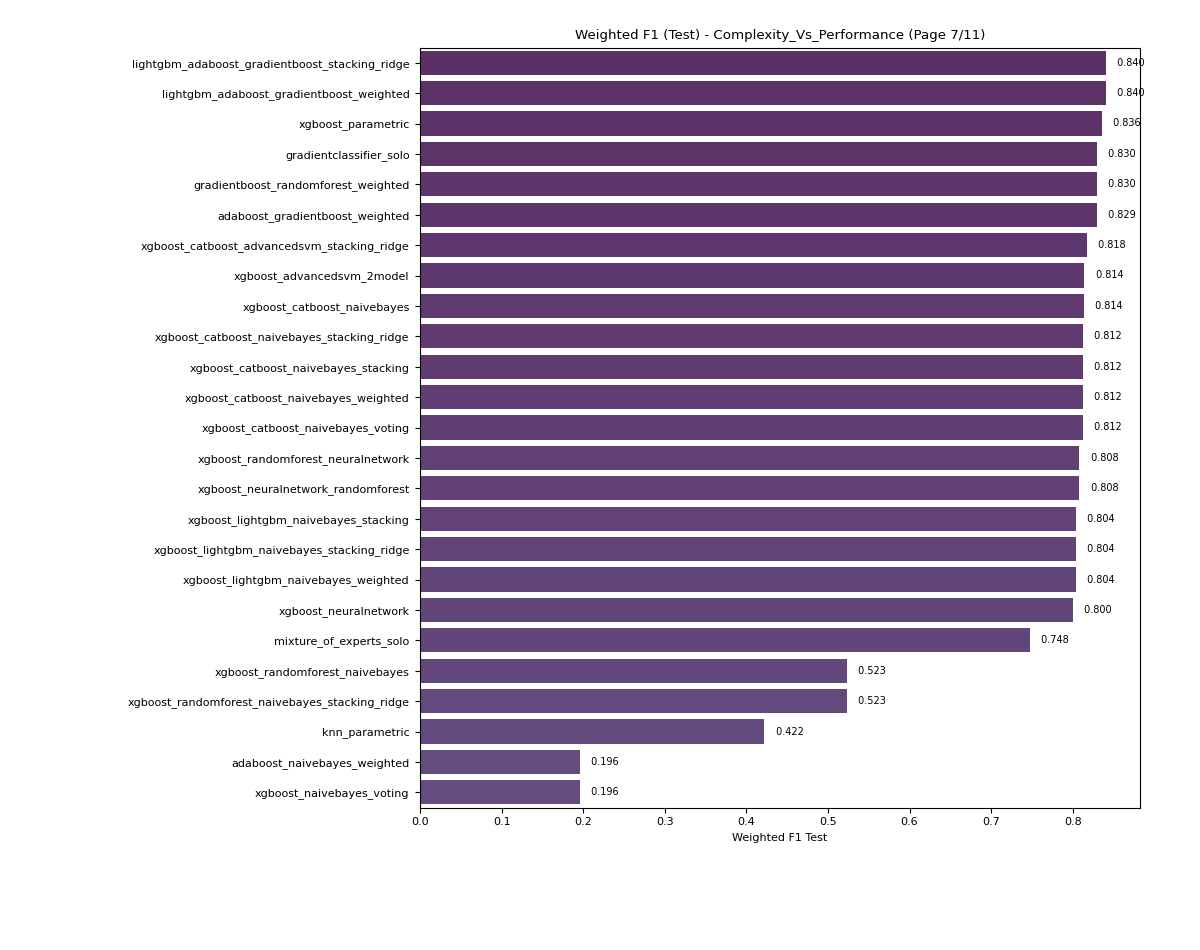 Weighted F1 (Test) - Complexity_Vs_Performance (Page 7/11)
lightgbm_adaboost_gradientboost_stacking_ridge 0.840
lightgbm_adaboost_gradientboost_weighted 0.840
xgboost_parametric 0.836
gradientclassifier_solo 0.830
gradientboost_randomforest_weighted 0.830
adaboost_gradientboost_weighted 0.829
xgboost_catboost_advancedsvm_stacking_ridge 0.818
xgboost_advancedsvm_2model 0.814
xgboost_catboost_naivebayes 0.814
xgboost_catboost_naivebayes_stacking_ridge 0.812
xgboost_catboost_naivebayes_stacking 0.812
xgboost_catboost_naivebayes_weighted 0.812
xgboost_catboost_naivebayes_voting 0.812
xgboost_randomforest_neuralnetwork 0.808
xgboost_neuralnetwork_randomforest 0.808
xgboost_lightgbm_naivebayes_stacking 0.804
xgboost_lightgbm_naivebayes_stacking_ridge 0.804
xgboost_lightgbm_naivebayes_weighted 0.804
xgboost_neuralnetwork 0.800
mixture_of_experts_solo 0.748
xgboost_randomforest_naivebayes 0.523
xgboost_randomforest_naivebayes_stacking_ridge 0.523
knn_parametric 0.422
adaboost_naivebayes_weighted 0.196
xgboost_naivebayes_voting 0.196
0.0 0.1 0.2 0.3 0.4 0.5 0.6 0.7 0.8
Weighted F1 Test